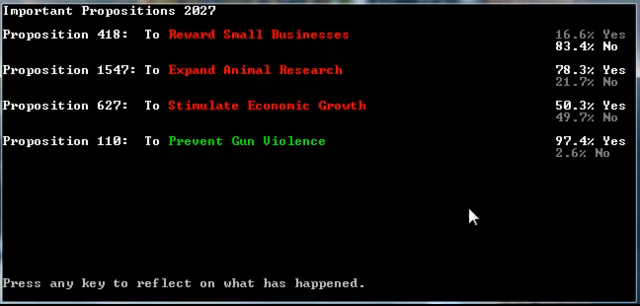 Important Propositions 2027
Proposition 418: To Reward Small Businesses 16.6% Yes
83.4% No
Proposition 1547: To Expand Animal Research 78.3% Yes
21.7% No
Proposition 627: To Stimulate Economic Growth 50.3% Yes
49.7% No
Proposition 110: To Prevent Gun Violence 97.4% Yes
2.6% No
Press any key to reflect on what has happened.